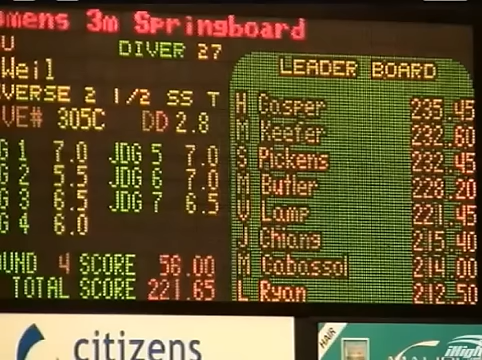 mens 3m Springboard
U DIVER 27
Weil
VERSE 2 1/2 SS T
VE# 305C DD 2.8
G 1 7.0 JDG 5 7.0
G 2 5.5 JDG 6 7.0
G 3 6.5 JDG 7 6.5
G 4 6.0
OUND 4 SCORE 56.00
TOTAL SCORE 221.65
LEADER BOARD
H Casper 235.45
M Keefer 232.60
S Pickens 232.45
M Butler 228.20
V Lamp 221.45
J Chiang 215.40
M Cabassol 214.00
L Ryan 212.50
citizens
HAIR